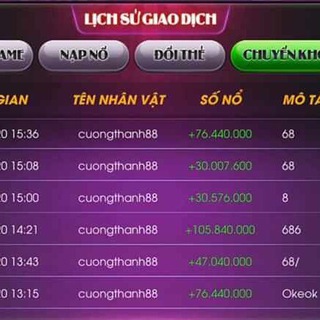 LỊCH SỬ GIAO DỊCH
AME NẠP NỔ ĐỔI THẺ CHUYỂN KHO
GIAN TÊN NHÂN VẬT SỐ NỔ MÔ TẢ
0 15:36 cuongthanh88 +76.440.000 68
0 15:08 cuongthanh88 +30.007.600 68
0 15:00 cuongthanh88 +30.576.000 8
0 14:21 cuongthanh88 +105.840.000 686
0 13:43 cuongthanh88 +47.040.000 68/
0 13:15 cuongthanh88 +76.440.000 Okeok